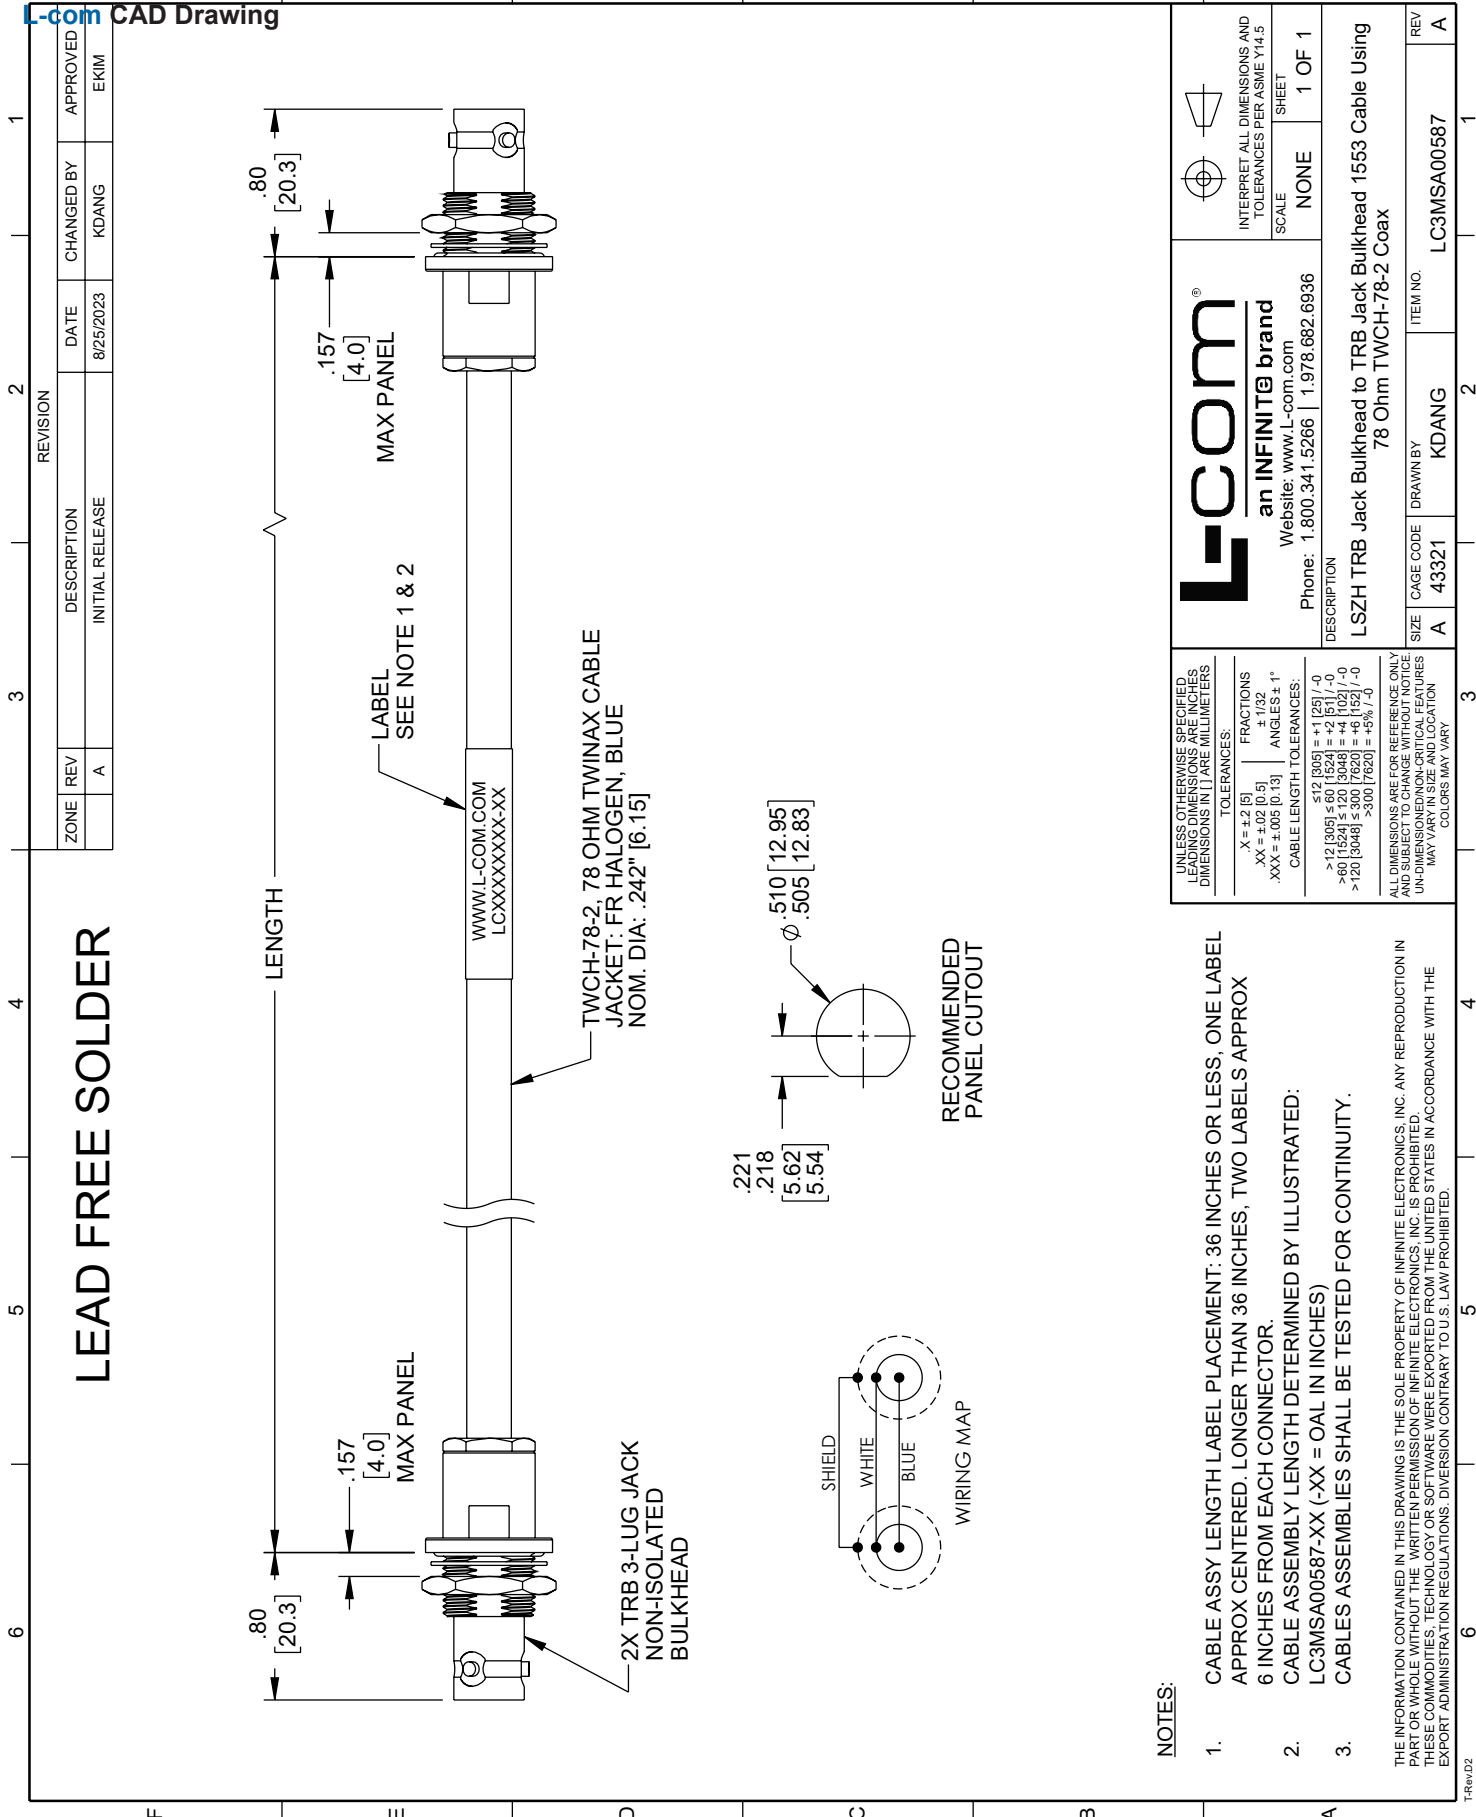 L-com CAD Drawing
6
5
4
3
2
1
REVISION
ZONE
REV
DESCRIPTION
DATE
CHANGED BY
APPROVED
A
INITIAL RELEASE
8/25/2023
KDANG
EKIM
LEAD FREE SOLDER
.80
[20.3]
LENGTH
.80
[20.3]
.157
[4.0]
MAX PANEL
.157
[4.0]
MAX PANEL
LABEL
SEE NOTE 1 & 2
WWW.L-COM.COM
LCXXXXXXXX-XX
2X TRB 3-LUG JACK
NON-ISOLATED
BULKHEAD
TWCH-78-2, 78 OHM TWINAX CABLE
JACKET: FR HALOGEN, BLUE
NOM. DIA: .242" [6.15]
SHIELD
WHITE
BLUE
WIRING MAP
.221
.218
[5.62
5.54]
⌀ .510 [12.95]
.505 [12.83]
RECOMMENDED
PANEL CUTOUT
F
E
D
C
B
A
NOTES:
1. CABLE ASSY LENGTH LABEL PLACEMENT: 36 INCHES OR LESS, ONE LABEL
APPROX CENTERED. LONGER THAN 36 INCHES, TWO LABELS APPROX
6 INCHES FROM EACH CONNECTOR.
2. CABLE ASSEMBLY LENGTH DETERMINED BY ILLUSTRATED:
LC3MSA00587-XX (-XX = OAL IN INCHES)
3. CABLES ASSEMBLIES SHALL BE TESTED FOR CONTINUITY.
THE INFORMATION CONTAINED IN THIS DRAWING IS THE SOLE PROPERTY OF INFINITE ELECTRONICS, INC. ANY REPRODUCTION IN
PART OR WHOLE WITHOUT THE WRITTEN PERMISSION OF INFINITE ELECTRONICS, INC. IS PROHIBITED.
THESE COMMODITIES, TECHNOLOGY OR SOFTWARE WERE EXPORTED FROM THE UNITED STATES IN ACCORDANCE WITH THE
EXPORT ADMINISTRATION REGULATIONS. DIVERSION CONTRARY TO U.S. LAW PROHIBITED.
UNLESS OTHERWISE SPECIFIED
LEADING DIMENSIONS ARE INCHES
DIMENSIONS IN [ ] ARE MILLIMETERS
TOLERANCES:
.X = ±.2 [5]
.XX = ±.02 [0.5]
.XXX = ±.005 [0.13]
FRACTIONS
± 1/32
ANGLES ± 1°
CABLE LENGTH TOLERANCES:
≤12 [305] = +1 [25] / -0
>12 [305] ≤ 60 [1524] = +2 [51] / -0
>60 [1524] ≤ 120 [3048] = +4 [102] / -0
>120 [3048] ≤ 300 [7620] = +6 [152] / -0
>300 [7620] = +5% / -0
ALL DIMENSIONS ARE FOR REFERENCE ONLY
AND SUBJECT TO CHANGE WITHOUT NOTICE.
UN-DIMENSIONED/NON-CRITICAL FEATURES
MAY VARY IN SIZE AND LOCATION
COLORS MAY VARY
L-com®
an INFINIT® brand
Website: www.L-com.com
Phone: 1.800.341.5266 | 1.978.682.6936
INTERPRET ALL DIMENSIONS AND
TOLERANCES PER ASME Y14.5
SCALE
NONE
SHEET
1 OF 1
DESCRIPTION
LSZH TRB Jack Bulkhead to TRB Jack Bulkhead 1553 Cable Using
78 Ohm TWCH-78-2 Coax
SIZE
A
CAGE CODE
43321
DRAWN BY
KDANG
ITEM NO.
LC3MSA00587
REV
A
T-Rev.D2
6
5
4
3
2
1